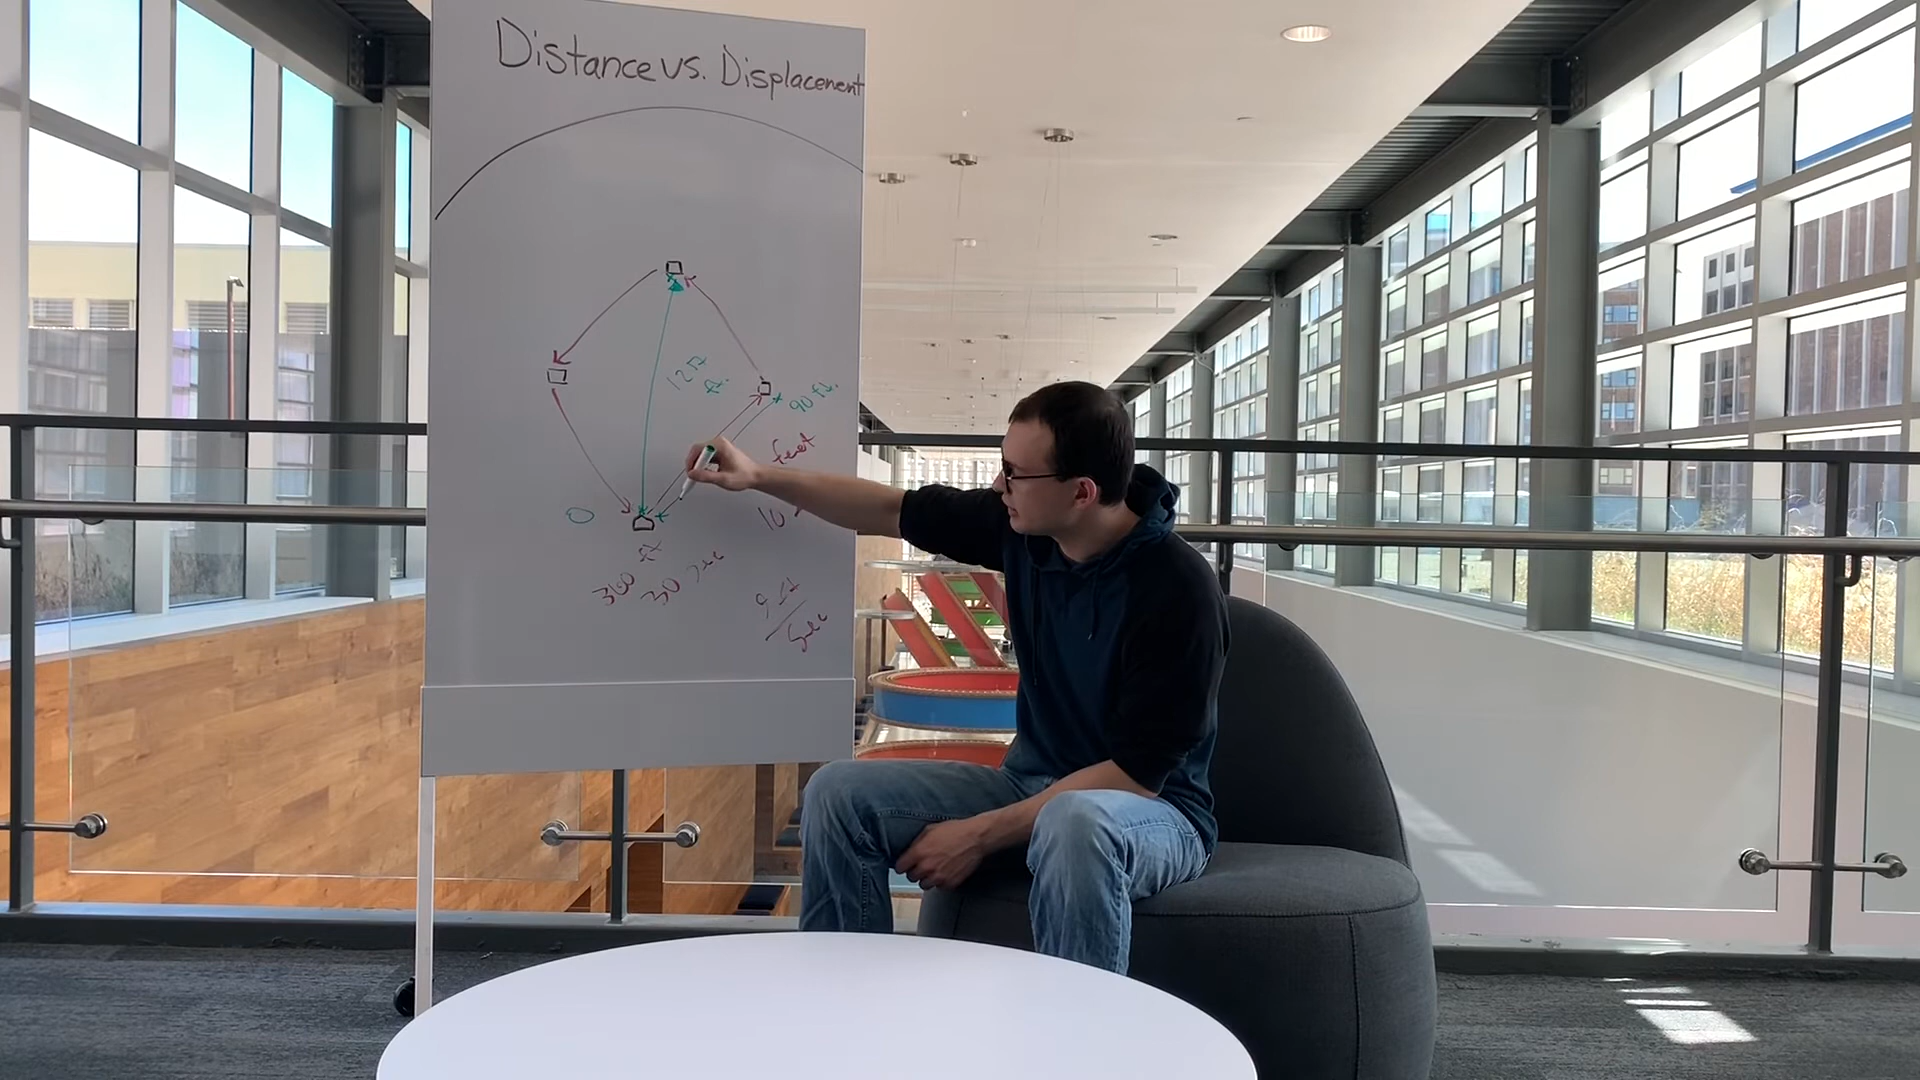 Distance vs. Displacement
127
ft.
90 ft.
feet
10
0
ft
360 30 sec
9 ft
sec